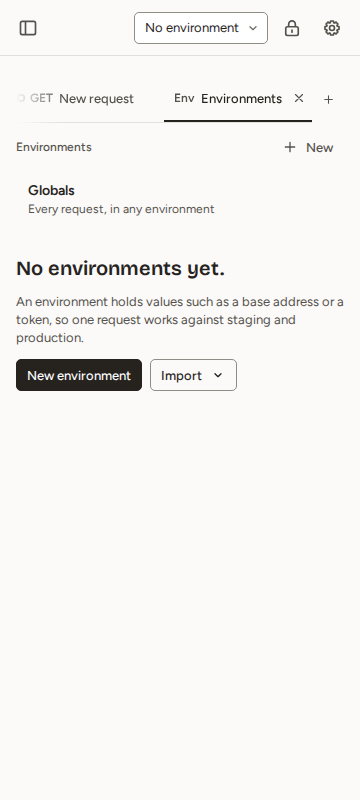 No environment
GET New request
Env Environments
Environments
New
Globals
Every request, in any environment
No environments yet.
An environment holds values such as a base address or a
token, so one request works against staging and
production.
New environment
Import